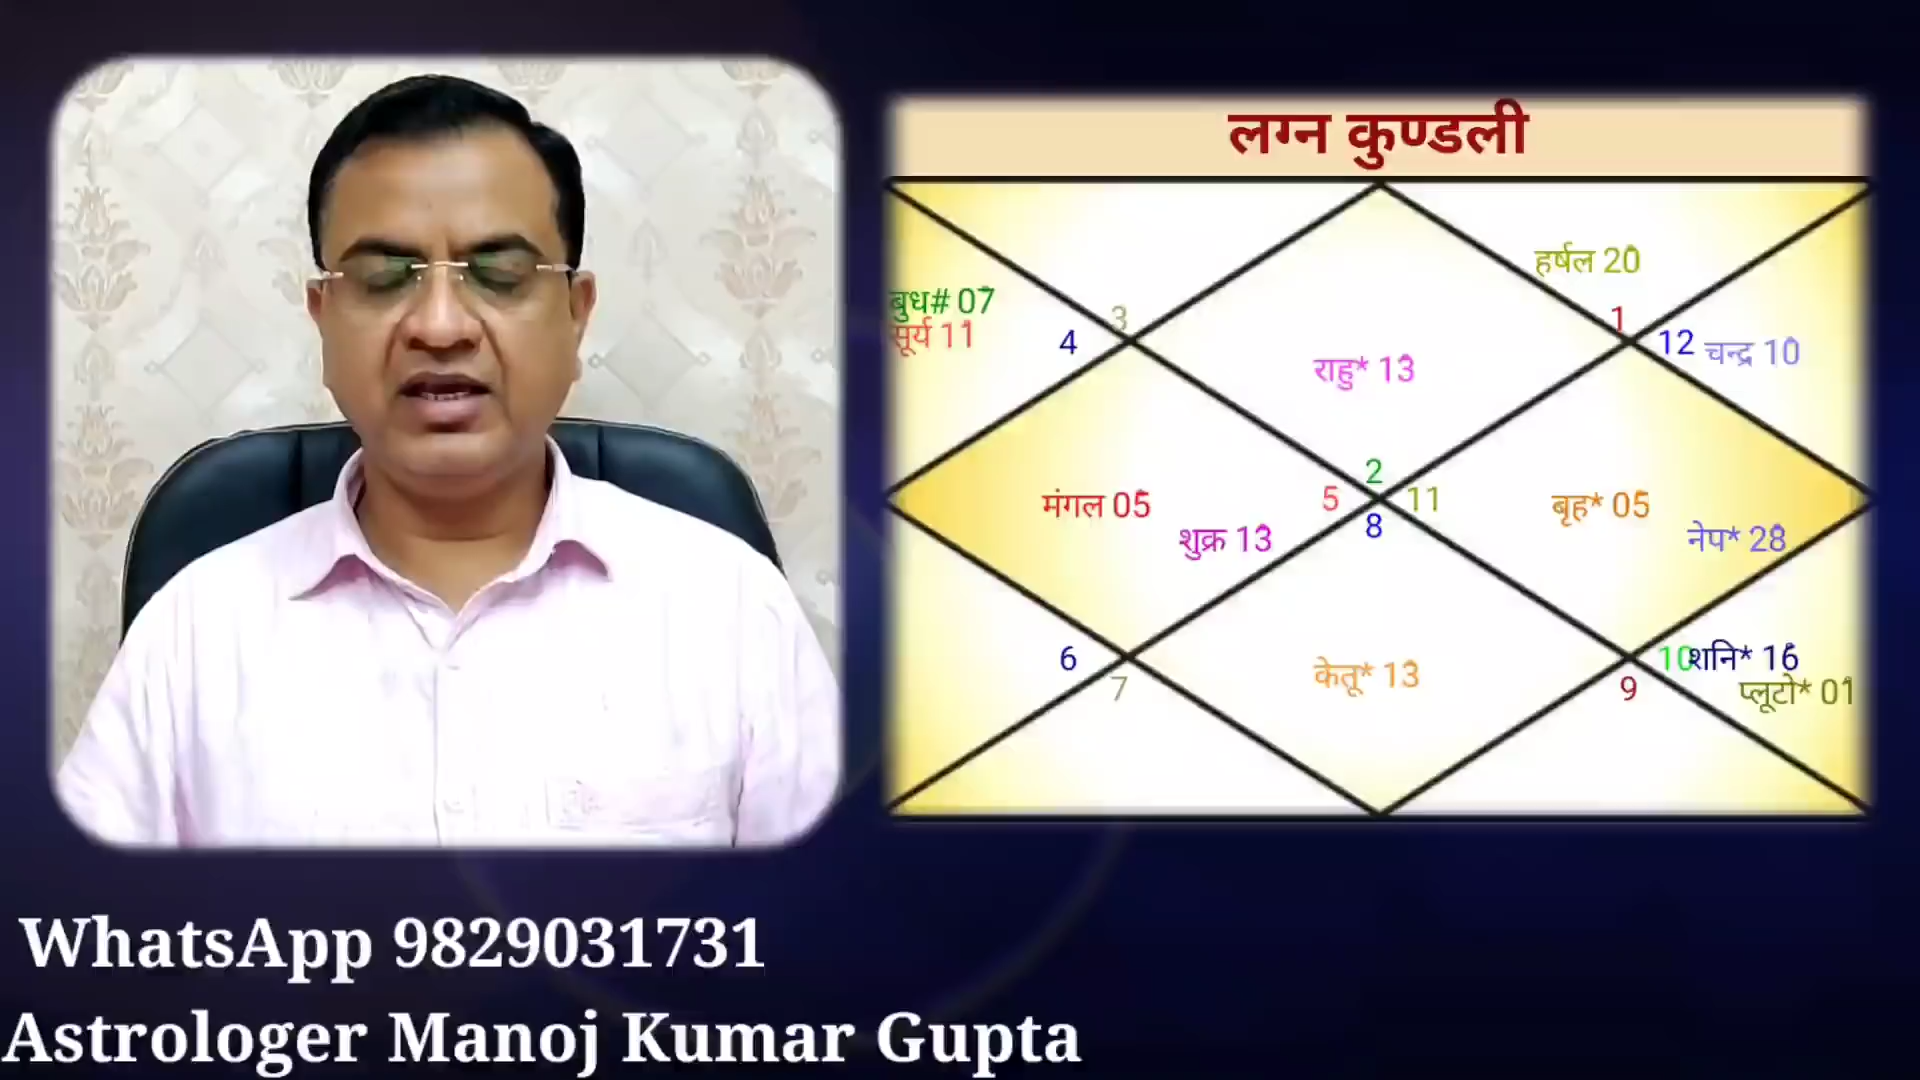 लग्न कुण्डली
हर्षल 20
बुध# 07
सूर्य 11
3
1
4
12 चन्द्र 10
राहु* 13
2
मंगल 05
5
11
बृह* 05
8
शुक्र 13
नेप* 28
6
10 शनि* 16
केतू* 13
7
9
प्लूटो* 01
WhatsApp 9829031731
Astrologer Manoj Kumar Gupta